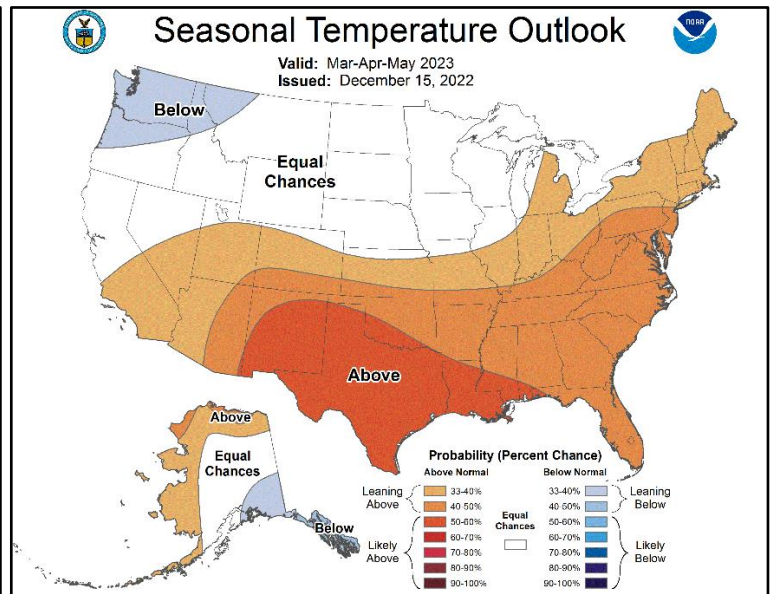 Seasonal Temperature Outlook
NOAA
Valid: Mar-Apr-May 2023
Issued: December 15, 2022
Below
Equal
Chances
Above
Above
Equal
Chances
Below
Probability (Percent Chance)
Above Normal Below Normal
Leaning
Above
33-40%
40-50%
Likely
Above
50-60%
60-70%
70-80%
80-90%
90-100%
Equal
Chances
33-40%
40-50%
Leaning
Below
50-60%
60-70%
70-80%
80-90%
90-100%
Likely
Below